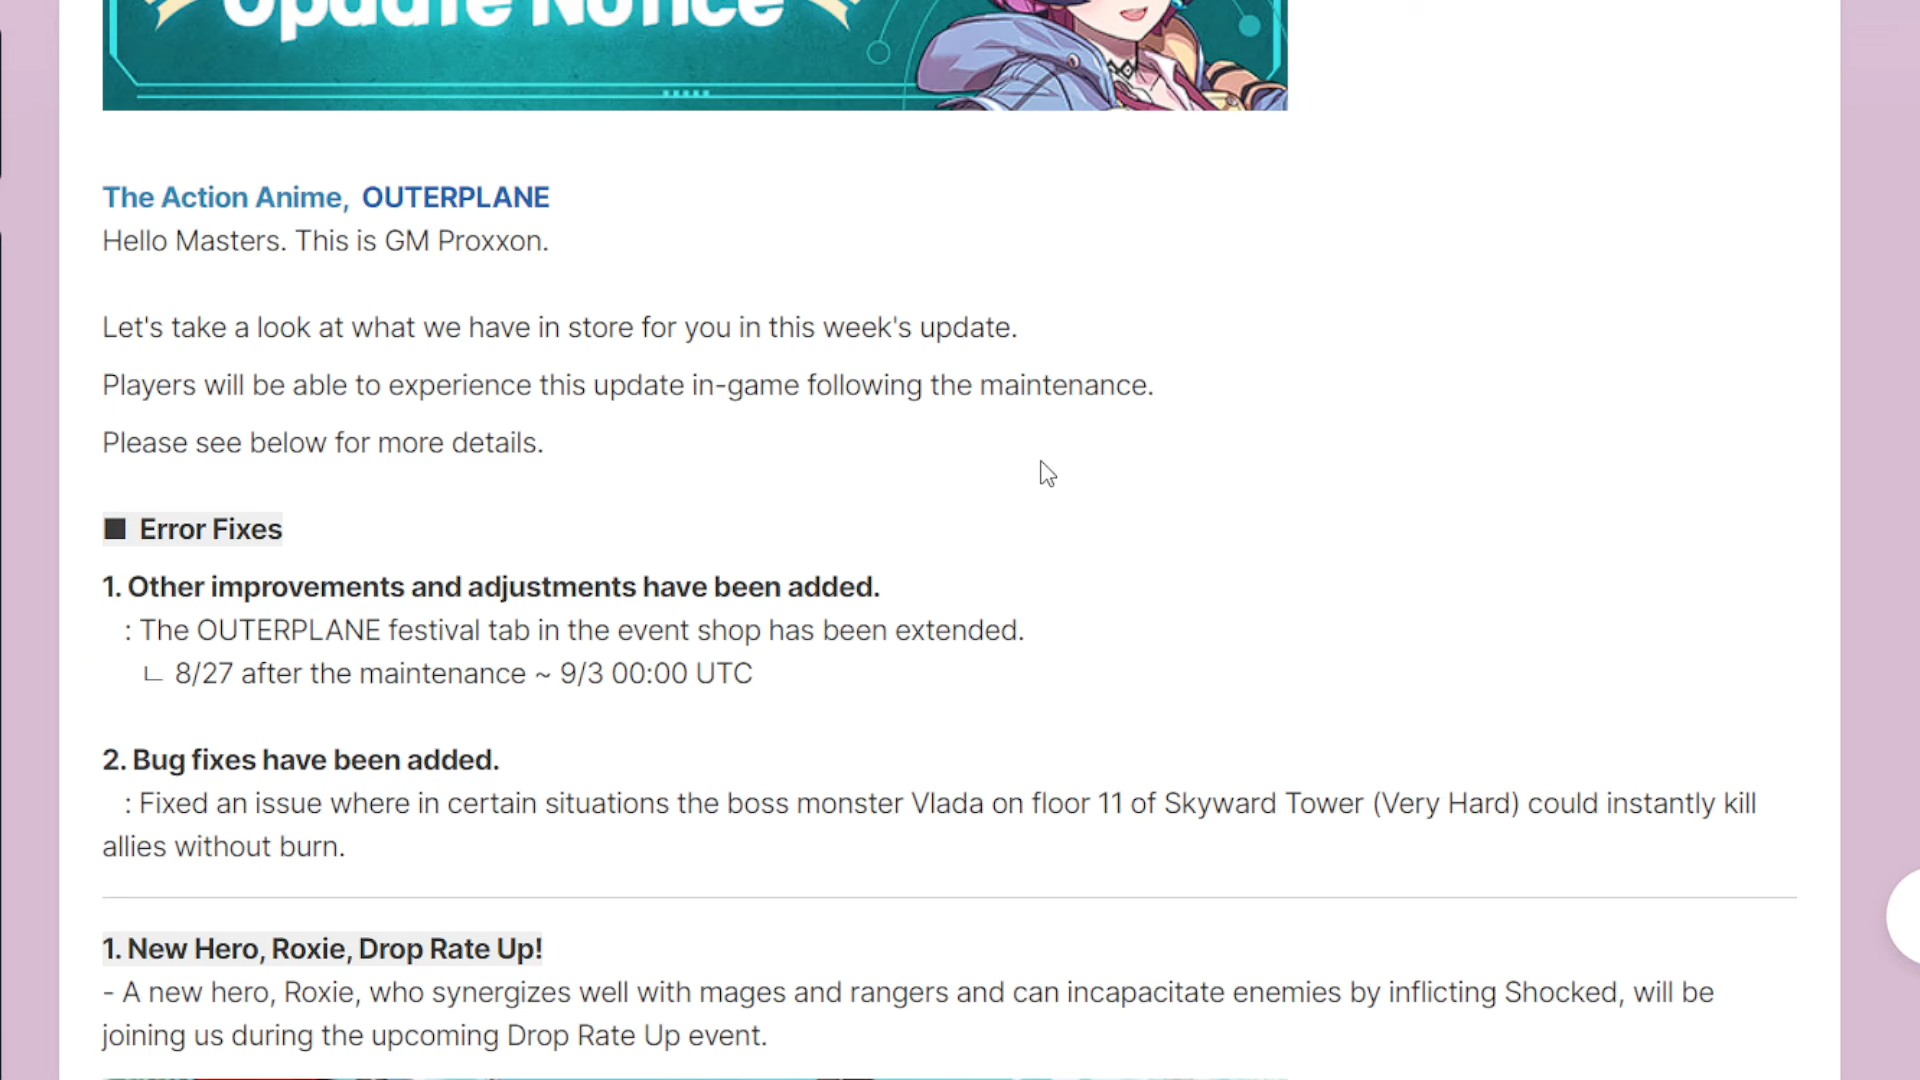 Update Notice
The Action Anime, OUTERPLANE
Hello Masters. This is GM Proxxon.
Let's take a look at what we have in store for you in this week's update.
Players will be able to experience this update in-game following the maintenance.
Please see below for more details.
■ Error Fixes
1. Other improvements and adjustments have been added.
: The OUTERPLANE festival tab in the event shop has been extended.
ㄴ 8/27 after the maintenance ~ 9/3 00:00 UTC
2. Bug fixes have been added.
: Fixed an issue where in certain situations the boss monster Vlada on floor 11 of Skyward Tower (Very Hard) could instantly kill
allies without burn.
1. New Hero, Roxie, Drop Rate Up!
- A new hero, Roxie, who synergizes well with mages and rangers and can incapacitate enemies by inflicting Shocked, will be
joining us during the upcoming Drop Rate Up event.